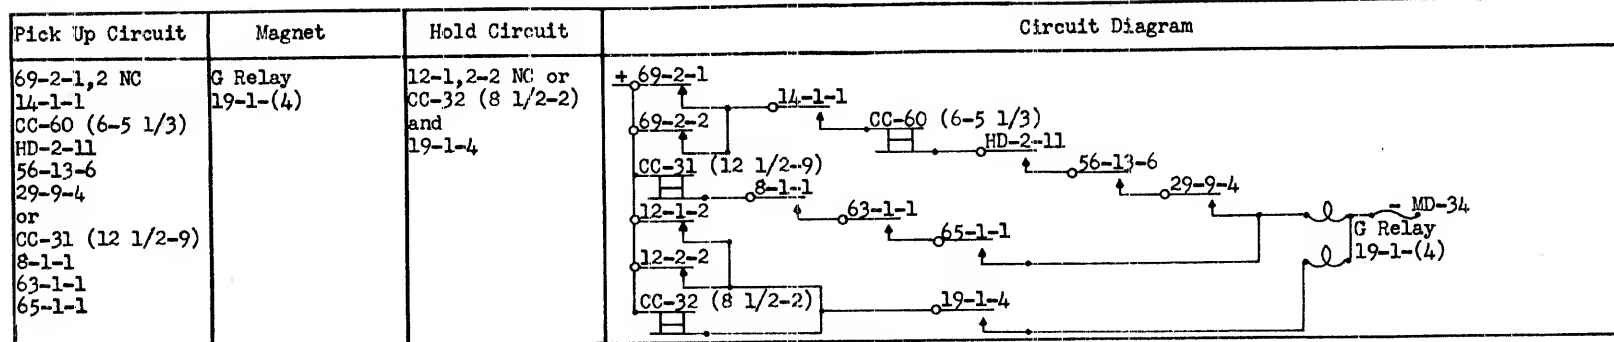 Pick Up Circuit
Magnet
Hold Circuit
Circuit Diagram
69-2-1,2 NC
14-1-1
CC-60 (6-5 1/3)
HD-2-11
56-13-6
29-9-4
or
CC-31 (12 1/2-9)
8-1-1
63-1-1
65-1-1
G Relay
19-1-(4)
12-1,2-2 NC or
CC-32 (8 1/2-2)
and
19-1-4
+ 69-2-1
14-1-1
69-2-2
CC-60 (6-5 1/3)
HD-2-11
CC-31 (12 1/2-9)
56-13-6
8-1-1
29-9-4
12-1-2
63-1-1
- MD-34
65-1-1
G Relay
19-1-(4)
12-2-2
CC-32 (8 1/2-2)
19-1-4